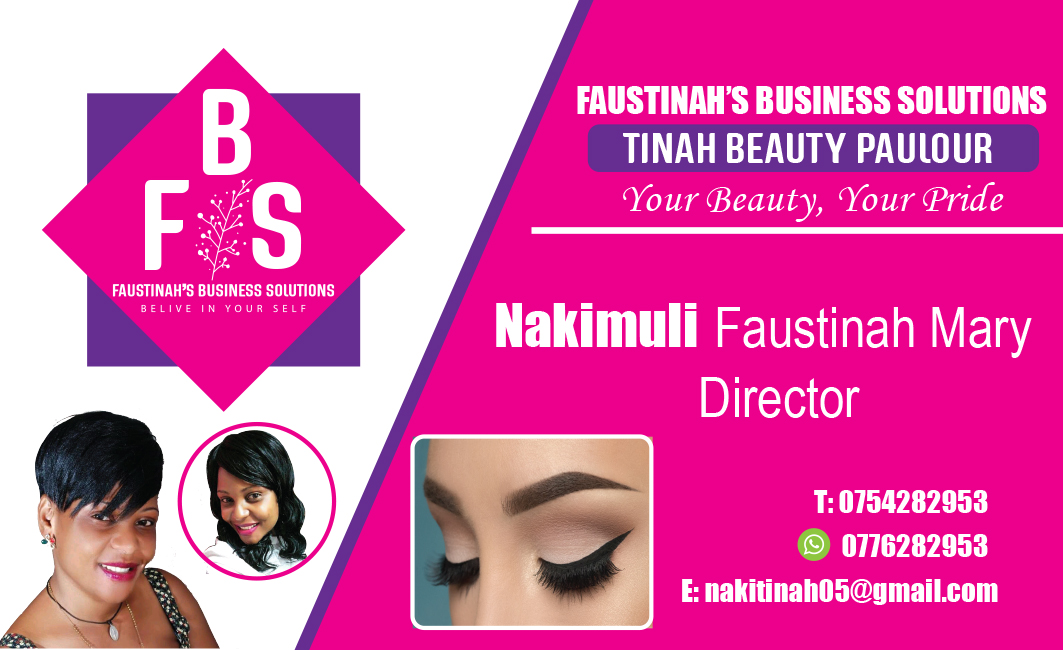 B
F S
FAUSTINAH'S BUSINESS SOLUTIONS
BELIVE IN YOUR SELF
FAUSTINAH'S BUSINESS SOLUTIONS
TINAH BEAUTY PAULOUR
Your Beauty, Your Pride
Nakimuli Faustinah Mary
Director
T: 0754282953
0776282953
E: nakitinah05@gmail.com